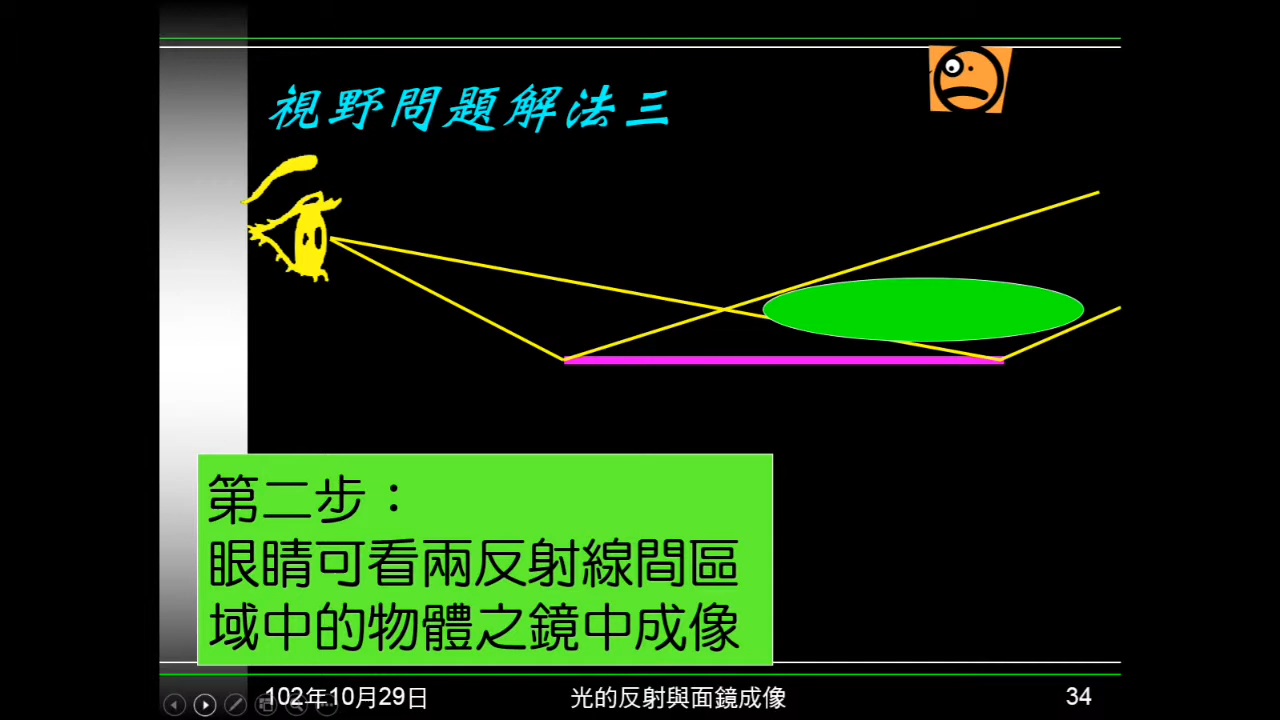 視野問題解法三
第二步：
眼睛可看兩反射線間區
域中的物體之鏡中成像
102年10月29日
光的反射與面鏡成像
34